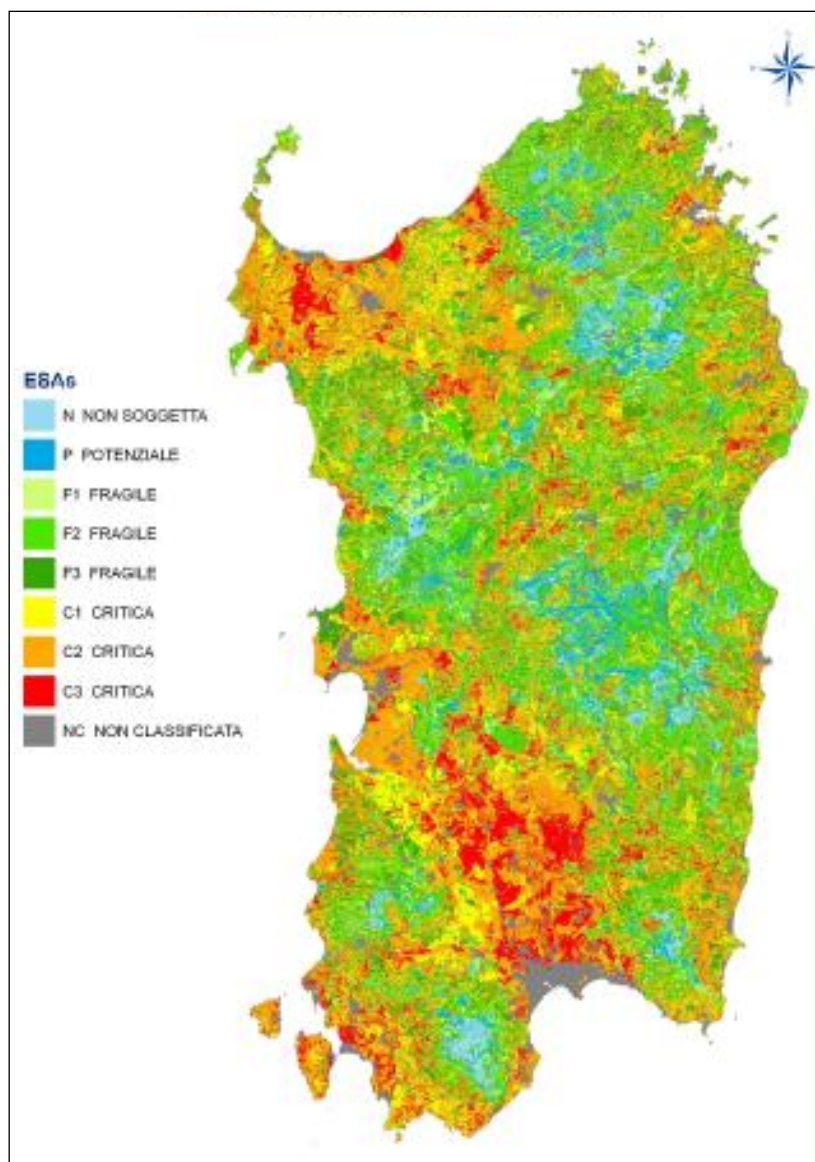 ESAs
N NON SOGGETTA
P POTENZIALE
F1 FRAGILE
F2 FRAGILE
F3 FRAGILE
C1 CRITICA
C2 CRITICA
C3 CRITICA
NC NON CLASSIFICATA